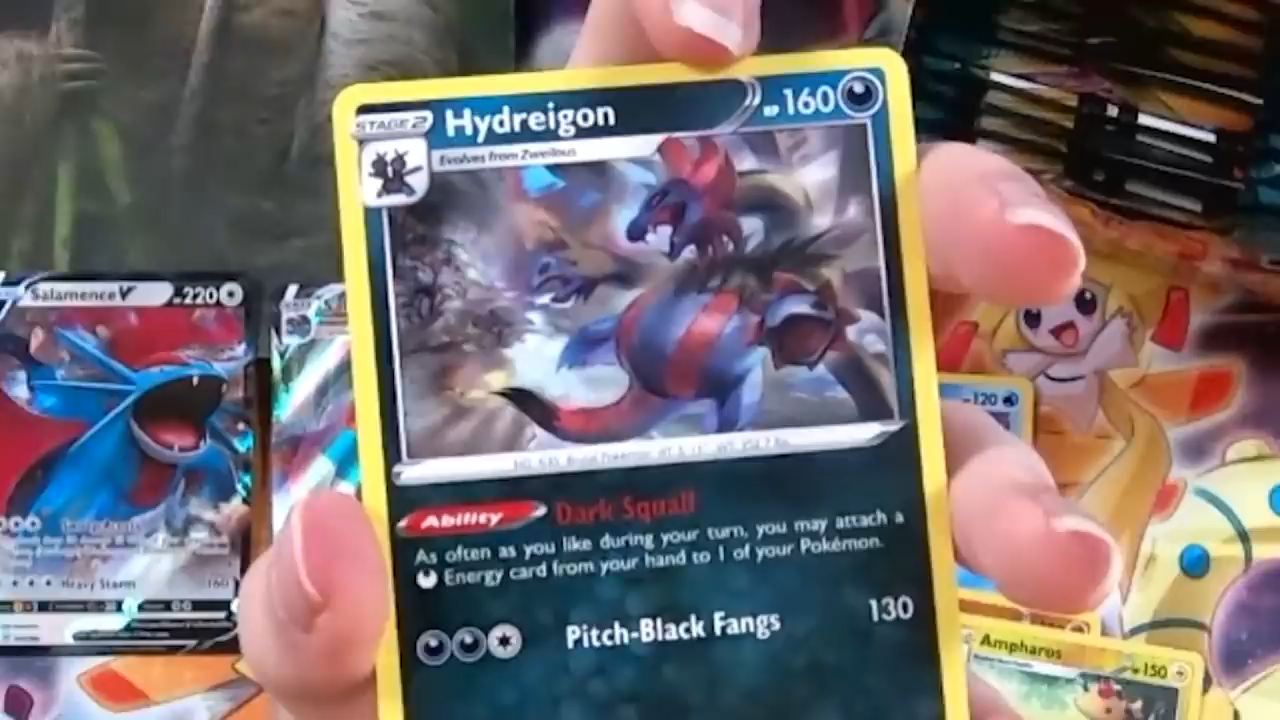 STAGE2 Hydreigon HP160
Evolves from Zweilous
Ability Dark Squall
As often as you like during your turn, you may attach a
Energy card from your hand to 1 of your Pokémon.
Pitch-Black Fangs 130
Salamence V 220
Heavy Storm 160
120
Ampharos 150